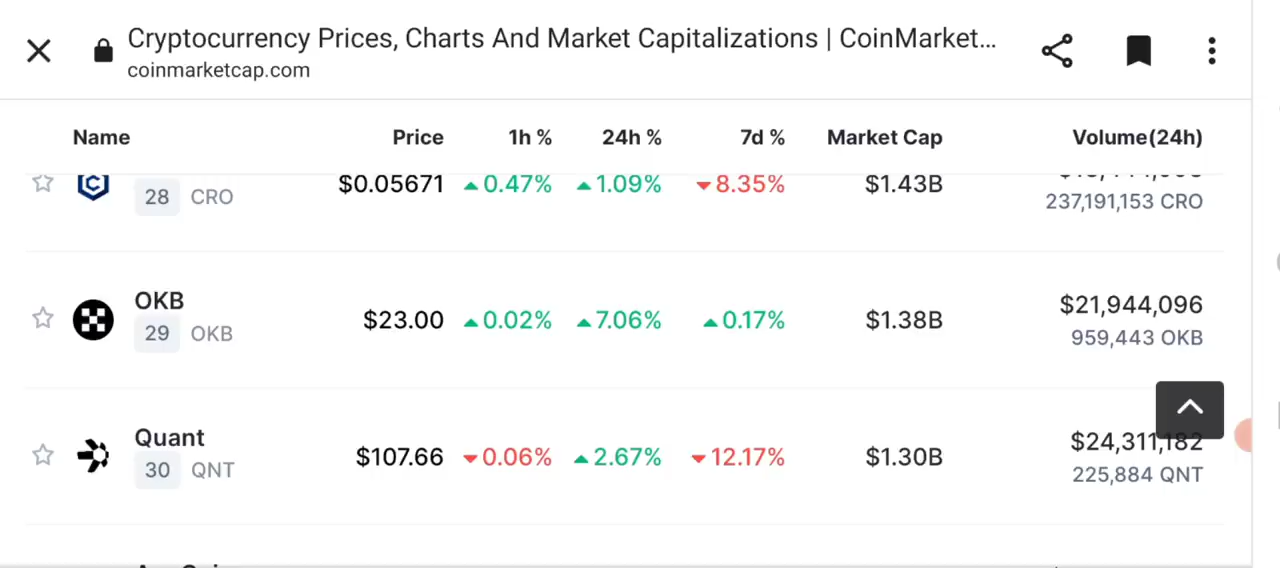 Cryptocurrency Prices, Charts And Market Capitalizations | CoinMarket...
coinmarketcap.com
Name Price 1h % 24h % 7d % Market Cap Volume(24h)
$0.05671 0.47% 1.09% 8.35% $1.43B
28 CRO 237,191,153 CRO
OKB $23.00 0.02% 7.06% 0.17% $1.38B $21,944,096
29 OKB 959,443 OKB
Quant $107.66 0.06% 2.67% 12.17% $1.30B $24,311,182
30 QNT 225,884 QNT